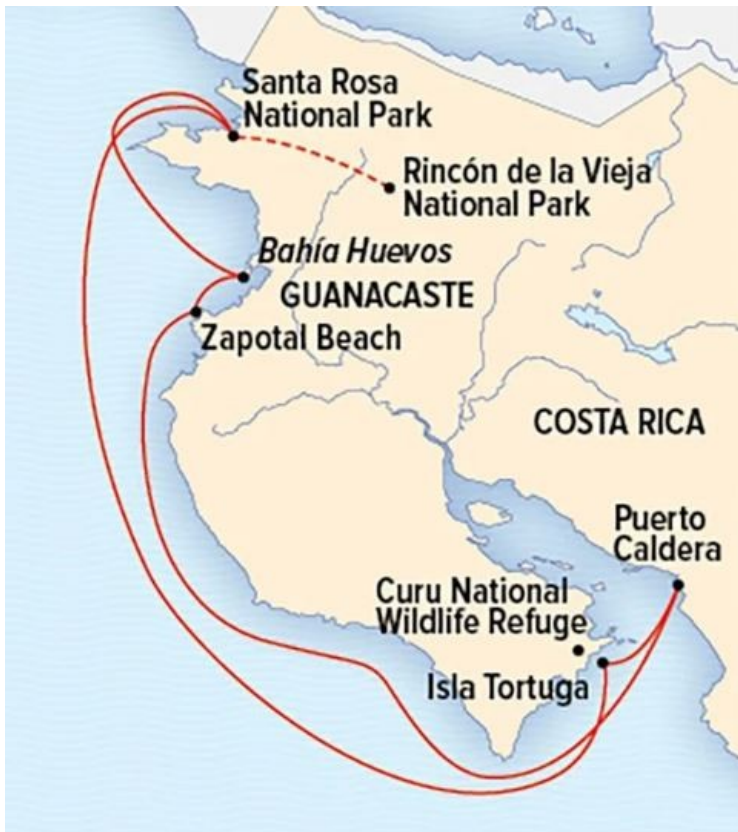 Santa Rosa
National Park
Rincón de la Vieja
National Park
Bahía Huevos
GUANACASTE
Zapotal Beach
COSTA RICA
Puerto
Caldera
Curu National
Wildlife Refuge
Isla Tortuga